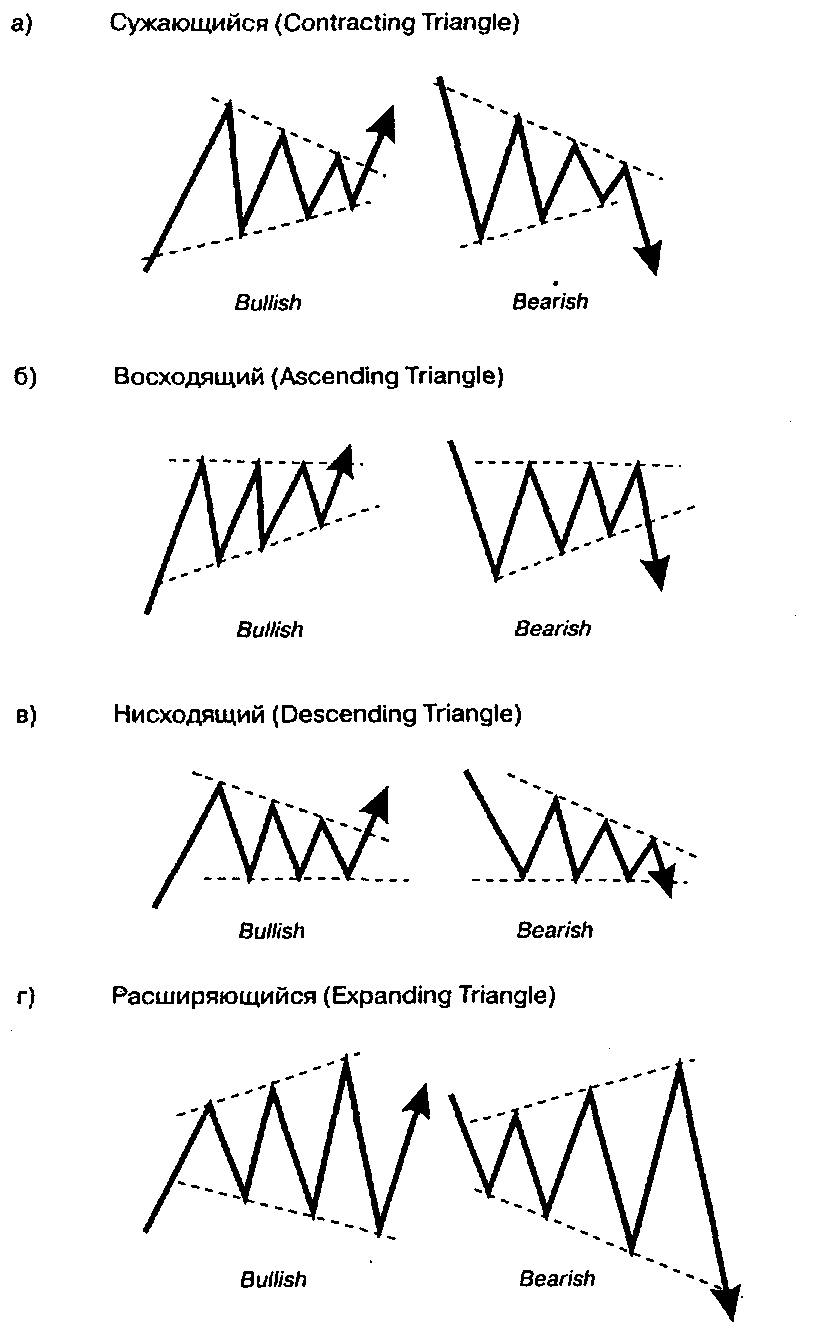 а) Сужающийся (Contracting Triangle)
Bullish Bearish
б) Восходящий (Ascending Triangle)
Bullish Bearish
в) Нисходящий (Descending Triangle)
Bullish Bearish
г) Расширяющийся (Expanding Triangle)
Bullish Bearish